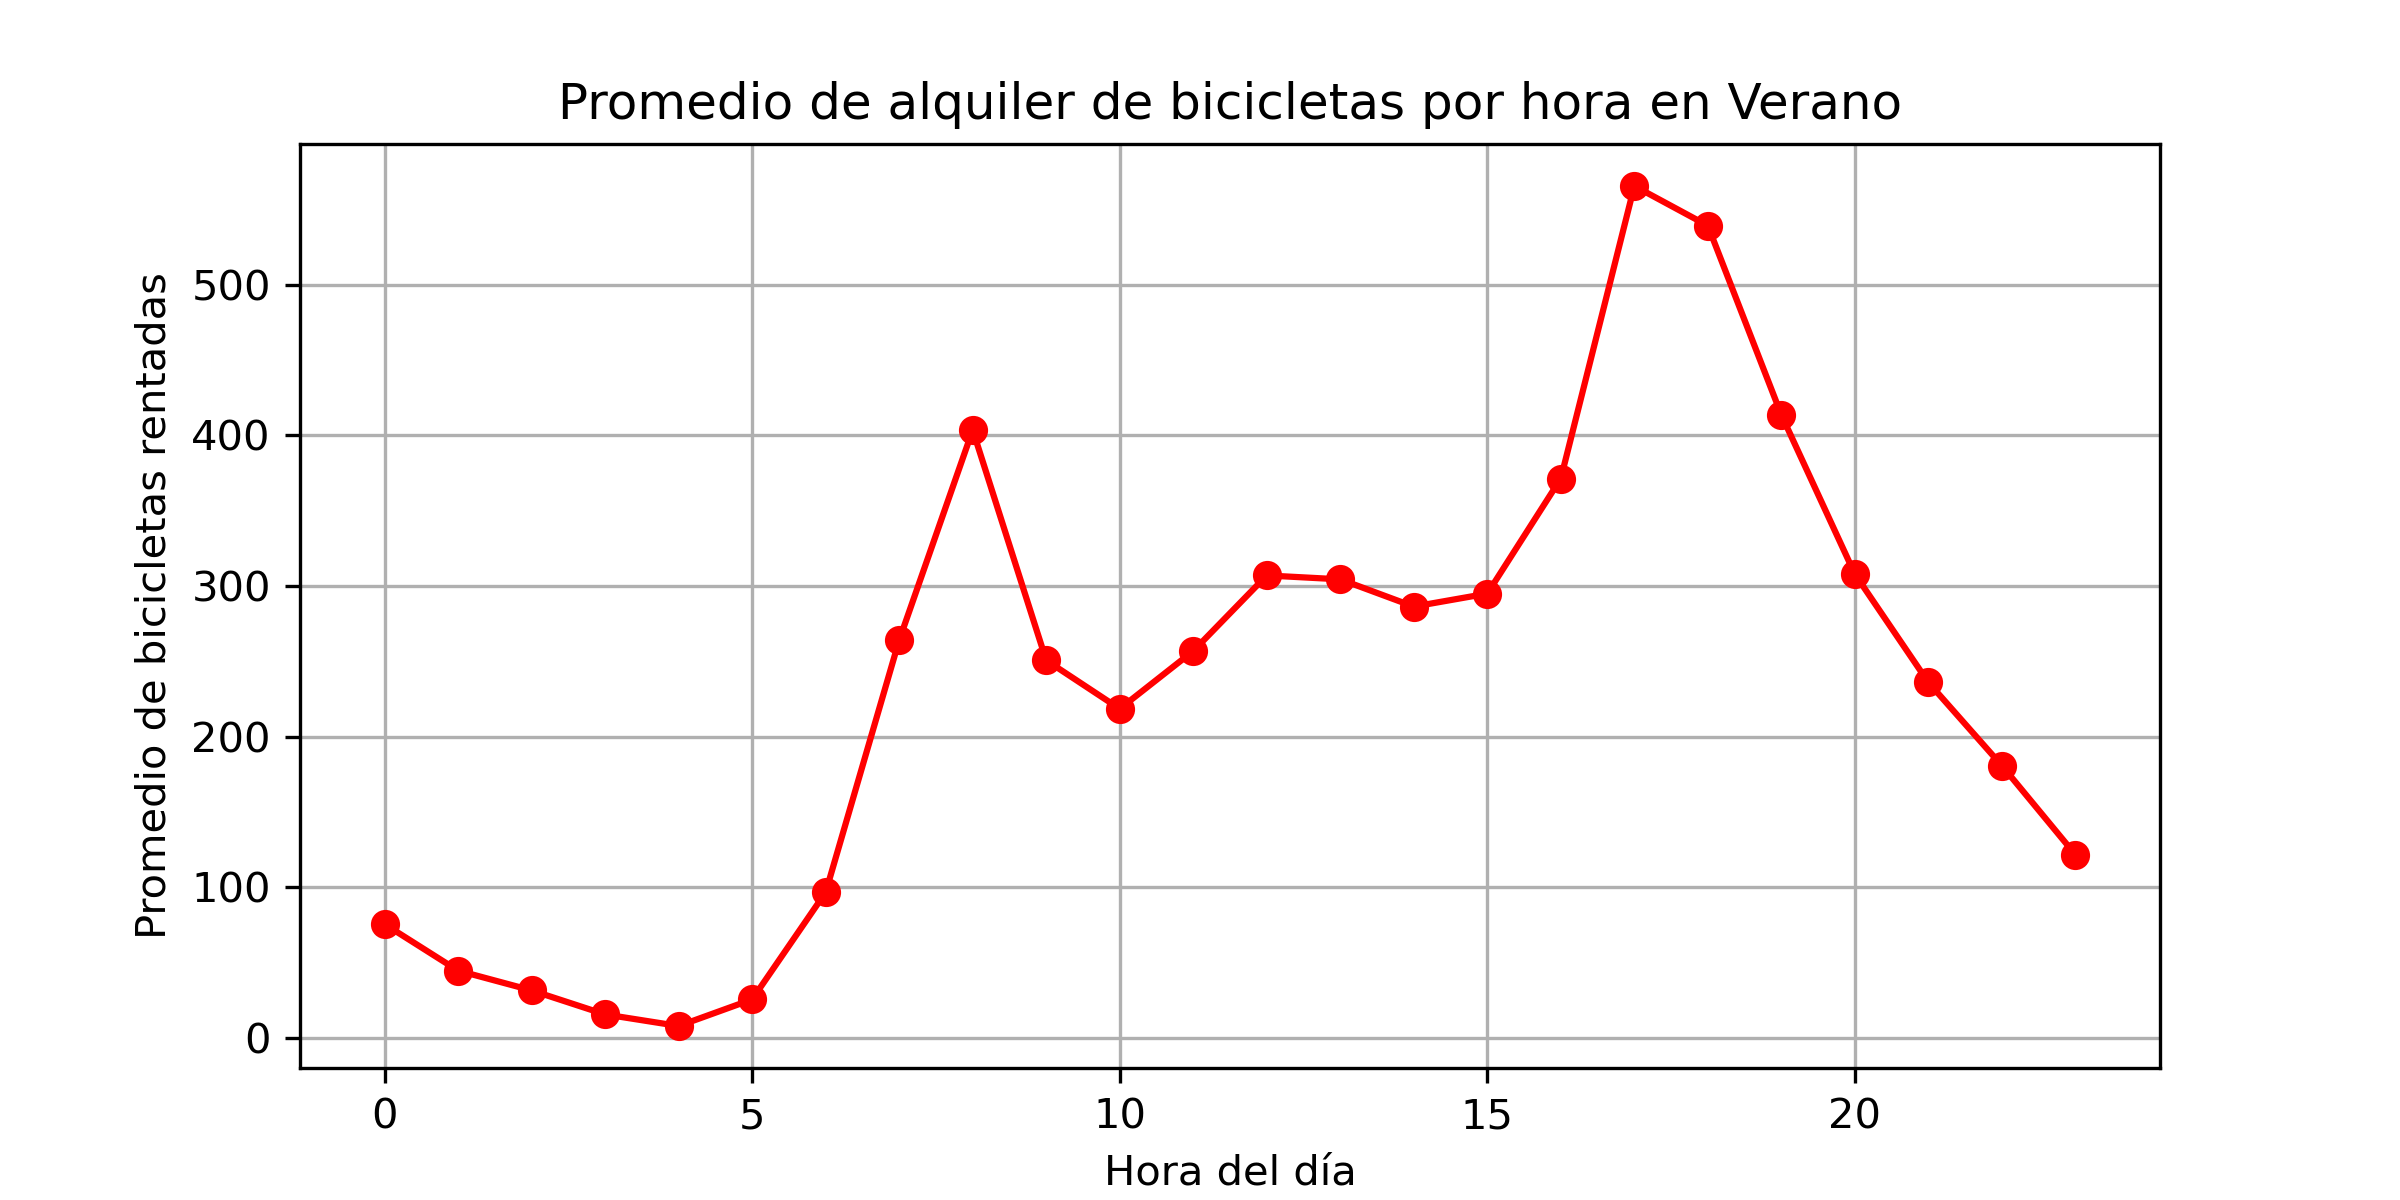 Promedio de alquiler de bicicletas por hora en Verano
Promedio de bicicletas rentadas
500
400
300
200
100
0
0 5 10 15 20
Hora del día